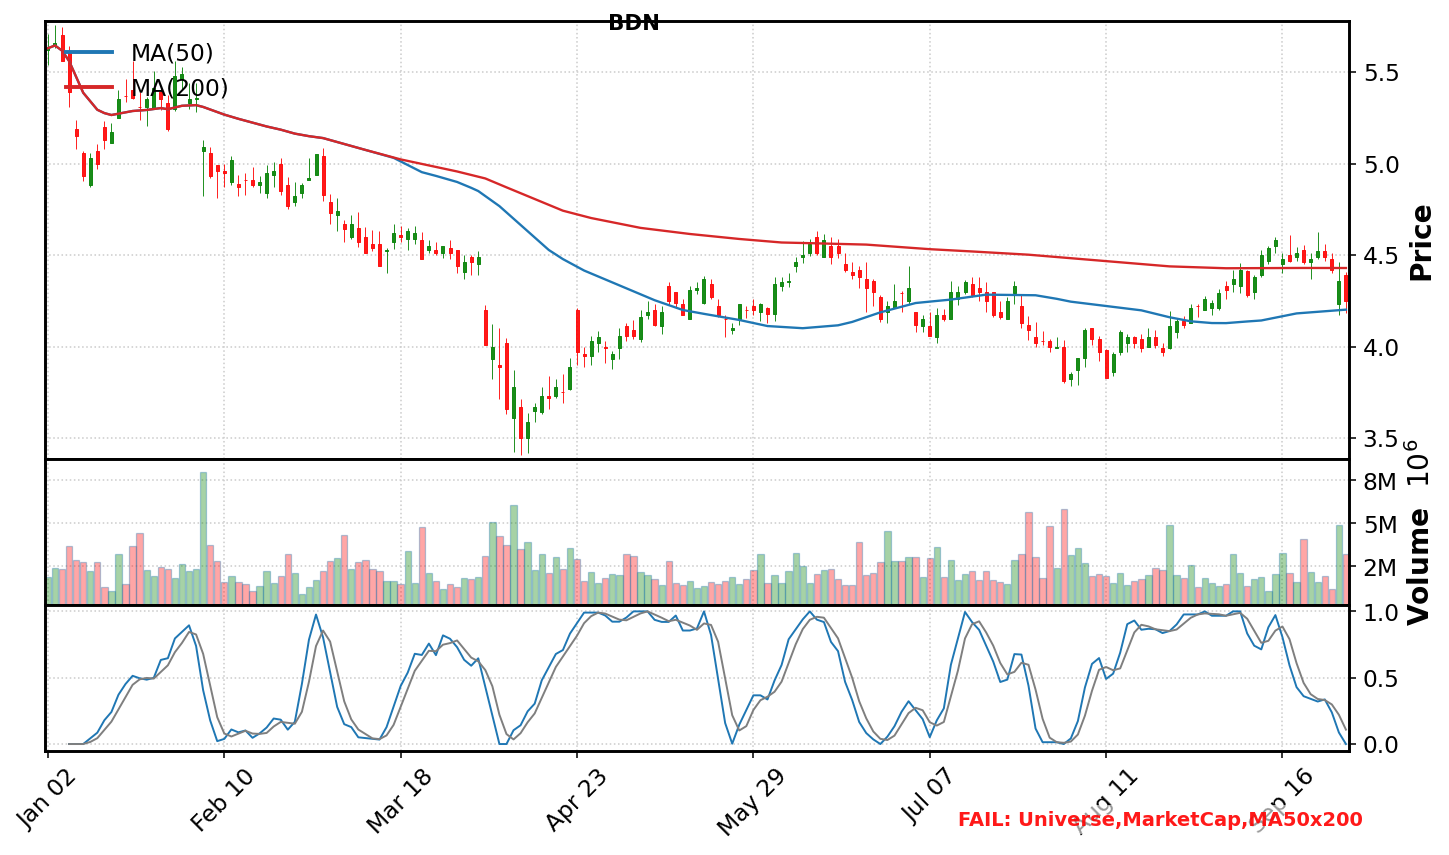 BDN
MA(50)
MA(200)
5.5
5.0
4.5
4.0
3.5
Price
8M
5M
2M
Volume 10^6
1.0
0.5
0.0
Jan 02
Feb 10
Mar 18
Apr 23
May 29
Jul 07
Aug 11
Sep 16
FAIL: Universe,MarketCap,MA50x200